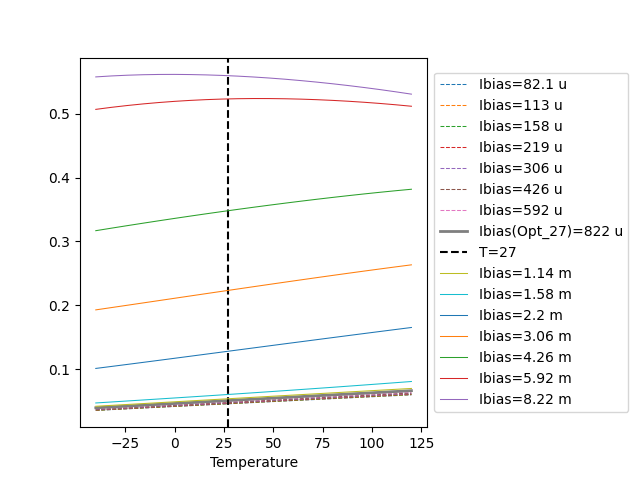 0.5
0.4
0.3
0.2
0.1
−25 0 25 50 75 100 125
Temperature
Ibias=82.1 u
Ibias=113 u
Ibias=158 u
Ibias=219 u
Ibias=306 u
Ibias=426 u
Ibias=592 u
Ibias(Opt_27)=822 u
T=27
Ibias=1.14 m
Ibias=1.58 m
Ibias=2.2 m
Ibias=3.06 m
Ibias=4.26 m
Ibias=5.92 m
Ibias=8.22 m